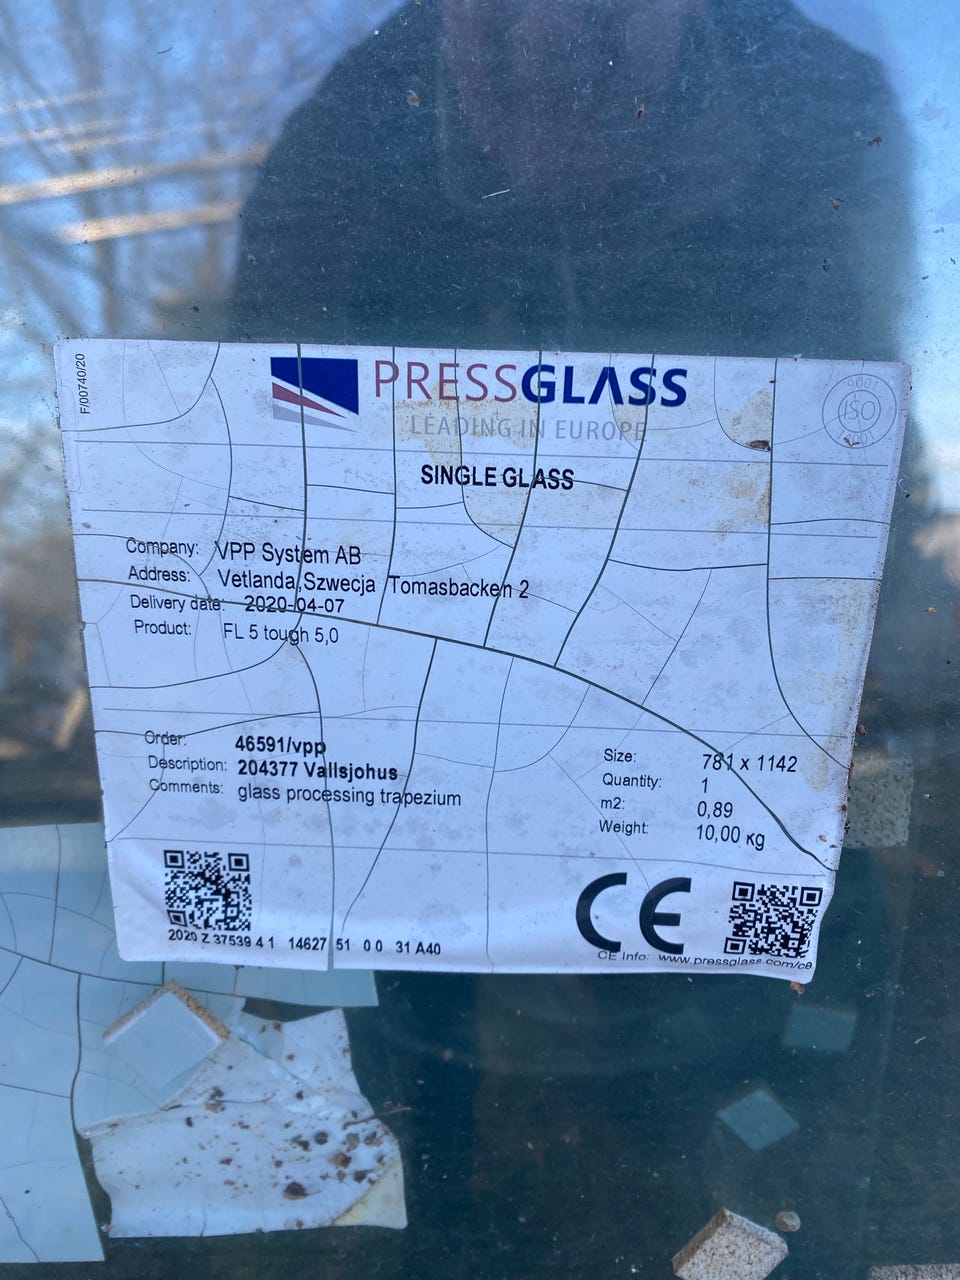 F/00740/20
PRESSGLASS
LEADING IN EUROPE
9001
ISO
9001
SINGLE GLASS
Company: VPP System AB
Address: Vetlanda,Szwecja Tomasbacken 2
Delivery date: 2020-04-07
Product: FL 5 tough 5,0
Order: 46591/vpp
Description: 204377 Vallsjohus
Comments: glass processing trapezium
Size: 781 x 1142
Quantity: 1
m2: 0,89
Weight: 10,00 кg
2020 Z 37539 4 1 14627 51 0 0 31 A40
CE
CE Info: www.pressglass.com/ce